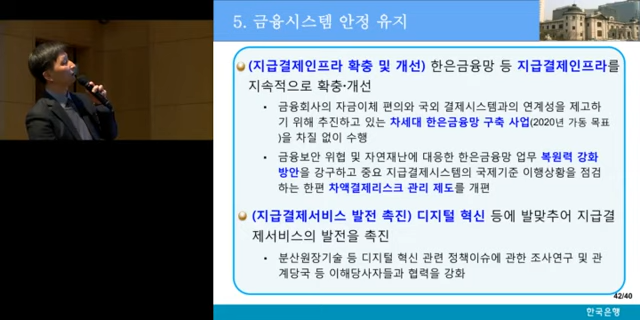 5. 금융시스템 안정 유지
(지급결제인프라 확충 및 개선) 한은금융망 등 지급결제인프라를
지속적으로 확충·개선
• 금융회사의 자금이체 편의와 국외 결제시스템과의 연계성을 제고하
기 위해 추진하고 있는 차세대 한은금융망 구축 사업(2020년 가동 목표
)을 차질 없이 수행
• 금융보안 위협 및 자연재난에 대응한 한은금융망 업무 복원력 강화
방안을 강구하고 중요 지급결제시스템의 국제기준 이행상황을 점검
하는 한편 차액결제리스크 관리 제도를 개편
(지급결제서비스 발전 촉진) 디지털 혁신 등에 발맞추어 지급결
제서비스의 발전을 촉진
• 분산원장기술 등 디지털 혁신 관련 정책이슈에 관한 조사연구 및 관
계당국 등 이해당사자들과 협력을 강화
42/40
한국은행